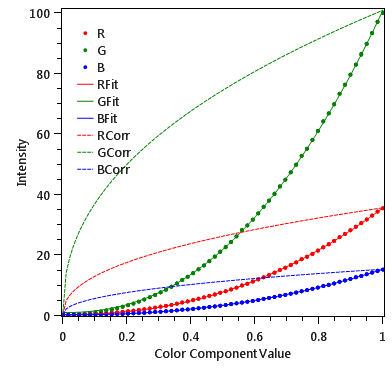 100
80
60
40
20
0
Intensity
R
G
B
RFit
GFit
BFit
RCorr
GCorr
BCorr
0 0.2 0.4 0.6 0.8 1
Color Component Value